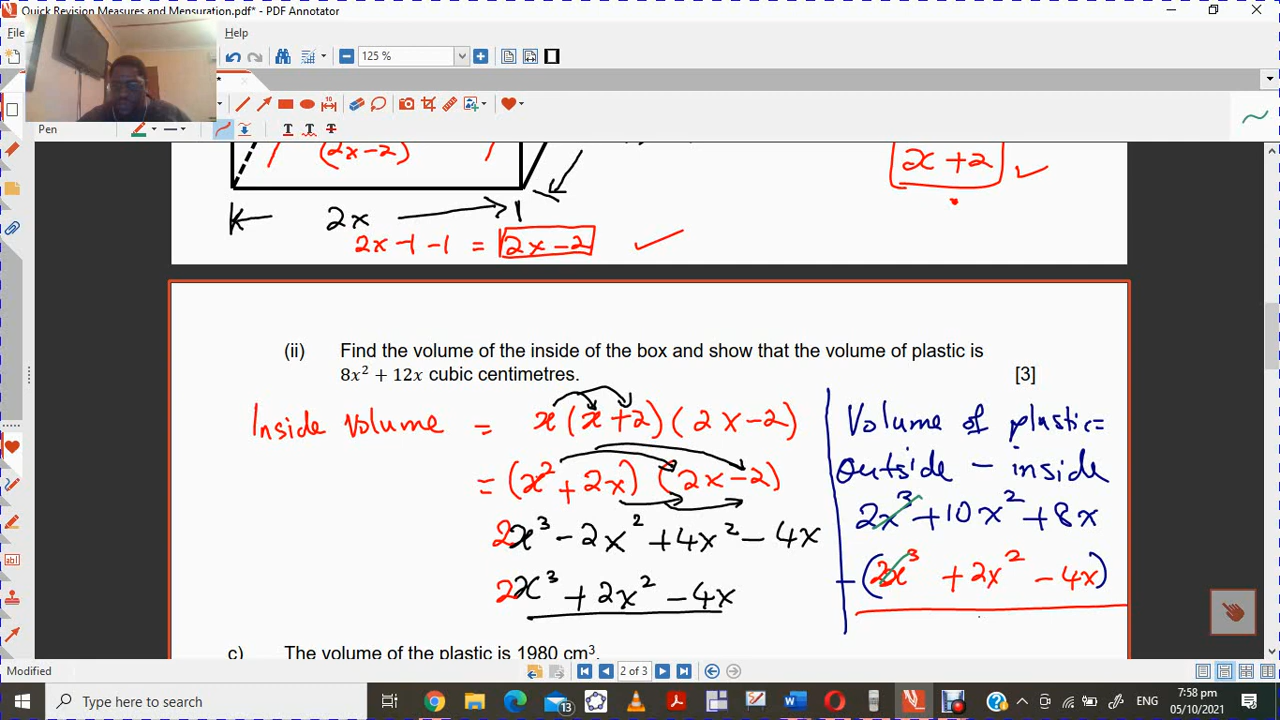 Quick Revision Measures and Mensuration.pdf* - PDF Annotator
Help
125 %
Pen
(2x-2)
x + 2
2x
2x -1 -1 = 2x - 2
(ii) Find the volume of the inside of the box and show that the volume of plastic is
8x² + 12x cubic centimetres. [3]
Inside volume = x(x+2)(2x-2)
= (x² + 2x)(2x-2)
2x³ - 2x² + 4x² - 4x
2x³ + 2x² - 4x
Volume of plastic=
outside - inside
2x³ + 10x² + 8x
- (2x³ + 2x² - 4x)
c) The volume of the plastic is 1980 cm³.
Modified
2 of 3
Type here to search
13
ENG
7:58 pm
05/10/2021